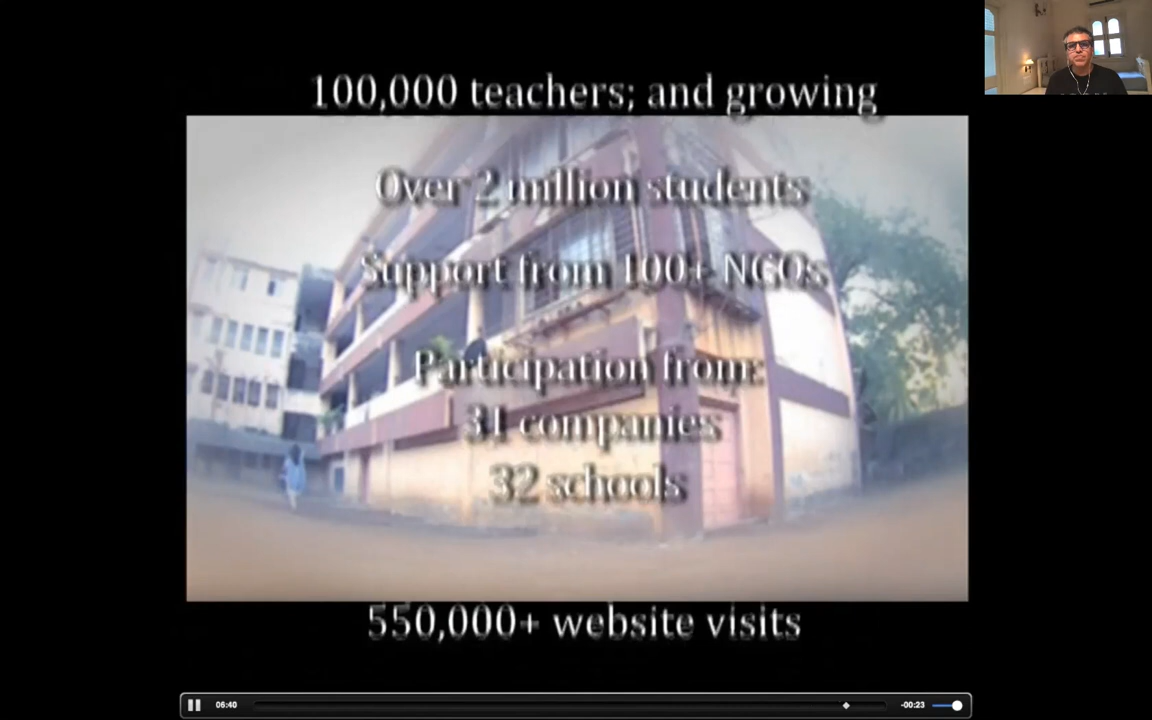 100,000 teachers; and growing
Over 2 million students
Support from 100+ NGOs
Participation from:
31 companies
32 schools
550,000+ website visits
06:40
-00:23